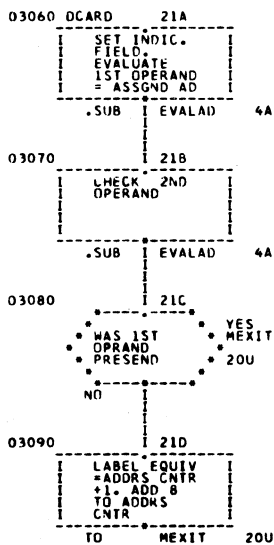 03060 DCARD 21A
SET INDIC.
FIELD.
EVALUATE
1ST OPERAND
= ASSGND AD
.SUB EVALAD 4A
03070 21B
CHECK 2ND
OPERAND
.SUB EVALAD 4A
03080 21C
YES
WAS 1ST MEXIT
OPRAND
PRESEND 20U
NO
03090 21D
LABEL EQUIV
=ADDRS CNTR
+1. ADD 8
TO ADDRS
CNTR
TO MEXIT 20U